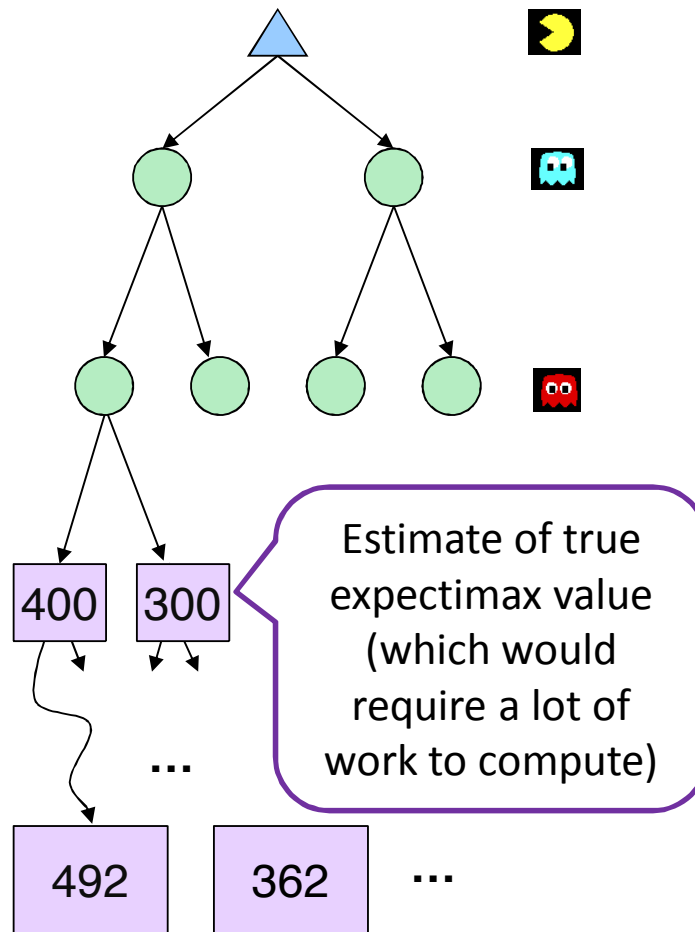 Estimate of true
expectimax value
(which would
require a lot of
work to compute)
400 300
...
492 362 ...